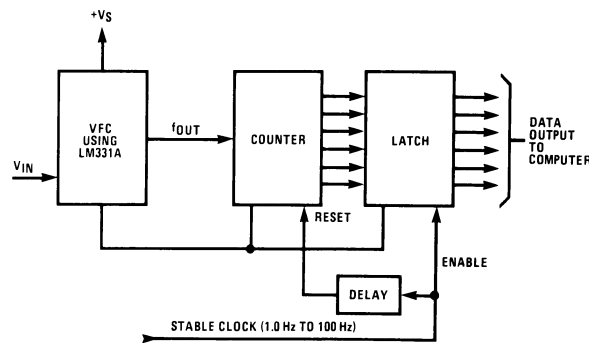 +VS
VFC
USING
LM331A
VIN
fOUT
COUNTER
LATCH
DATA
OUTPUT
TO
COMPUTER
RESET
ENABLE
DELAY
STABLE CLOCK (1.0 Hz TO 100 Hz)